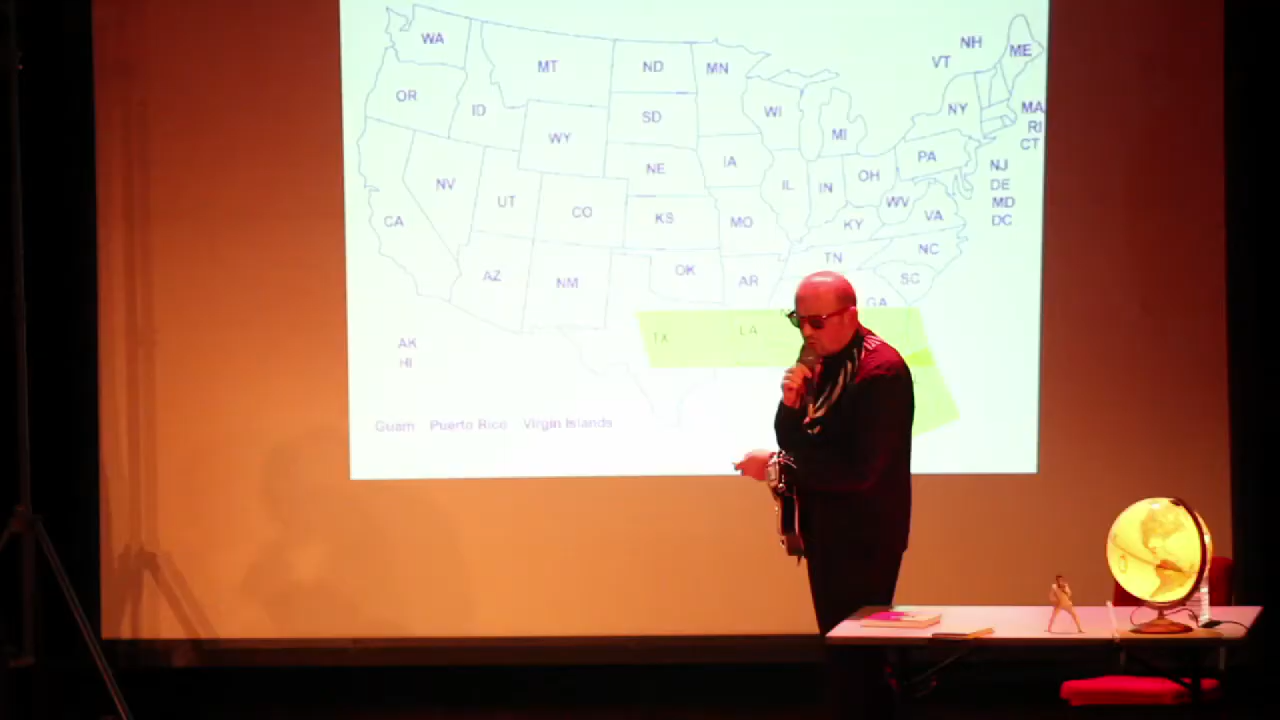 WA
NH
ME
VT
MT
ND
MN
OR
ID
SD
WI
NY
MA
WY
MI
RI
CT
NE
IA
PA
NV
IL
IN
OH
NJ
UT
CO
DE
WV
MD
CA
KS
MO
KY
VA
DC
TN
NC
AZ
NM
OK
AR
SC
GA
TX
LA
AK
HI
Guam Puerto Rico Virgin Islands